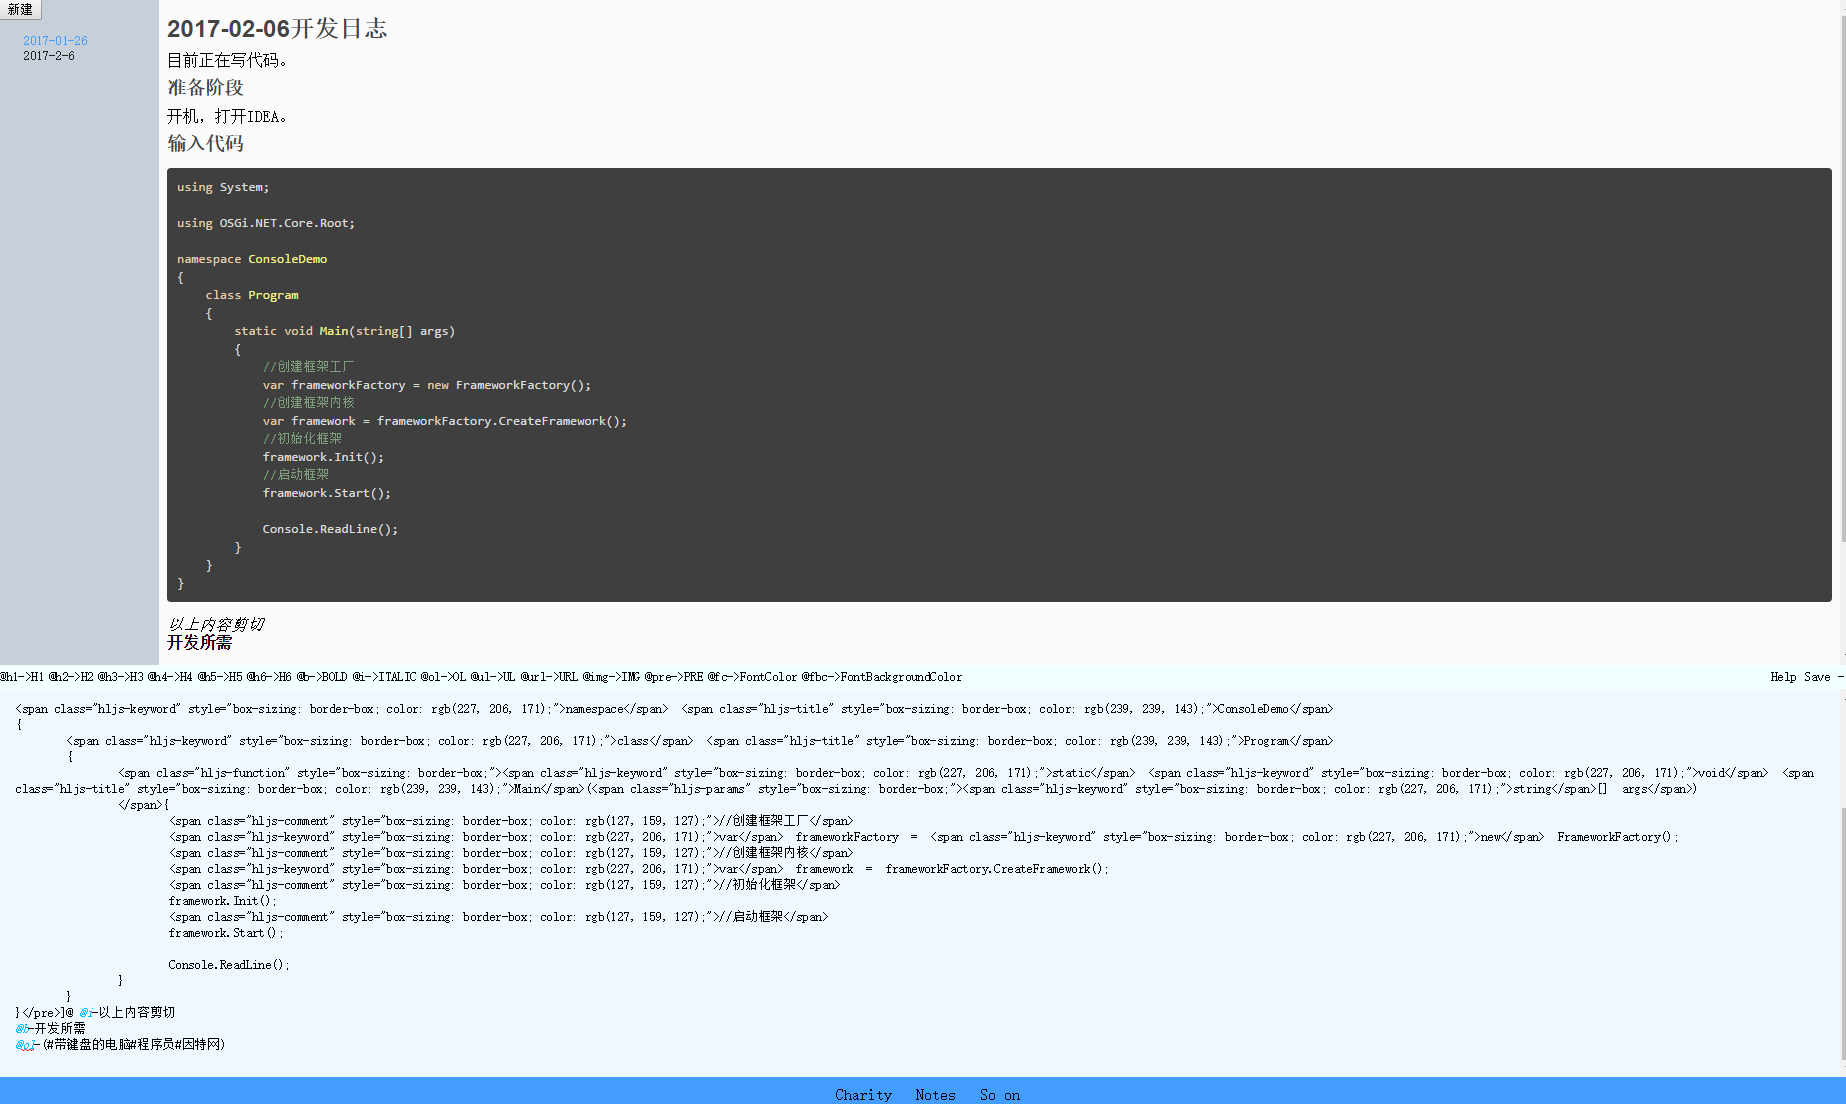 新建
2017-01-26
2017-2-6
2017-02-06开发日志
目前正在写代码。
准备阶段
开机，打开IDEA。
输入代码
using System;
using OSGi.NET.Core.Root;
namespace ConsoleDemo
{
class Program
{
static void Main(string[] args)
{
//创建框架工厂
var frameworkFactory = new FrameworkFactory();
//创建框架内核
var framework = frameworkFactory.CreateFramework();
//初始化框架
framework.Init();
//启动框架
framework.Start();
Console.ReadLine();
}
}
}
以上内容剪切
开发所需
@h1->H1 @h2->H2 @h3->H3 @h4->H4 @h5->H5 @h6->H6 @b->BOLD @i->ITALIC @ol->OL @ul->UL @url->URL @img->IMG @pre->PRE @fc->FontColor @fbc->FontBackgroundColor Help Save -
<span class="hljs-keyword" style="box-sizing: border-box; color: rgb(227, 206, 171);">namespace</span> <span class="hljs-title" style="box-sizing: border-box; color: rgb(239, 239, 143);">ConsoleDemo</span>
{
<span class="hljs-keyword" style="box-sizing: border-box; color: rgb(227, 206, 171);">class</span> <span class="hljs-title" style="box-sizing: border-box; color: rgb(239, 239, 143);">Program</span>
{
<span class="hljs-function" style="box-sizing: border-box;"><span class="hljs-keyword" style="box-sizing: border-box; color: rgb(227, 206, 171);">static</span> <span class="hljs-keyword" style="box-sizing: border-box; color: rgb(227, 206, 171);">void</span> <span
class="hljs-title" style="box-sizing: border-box; color: rgb(239, 239, 143);">Main</span>(<span class="hljs-params" style="box-sizing: border-box;"><span class="hljs-keyword" style="box-sizing: border-box; color: rgb(227, 206, 171);">string</span>[] args</span>)
</span>{
<span class="hljs-comment" style="box-sizing: border-box; color: rgb(127, 159, 127);">//创建框架工厂</span>
<span class="hljs-keyword" style="box-sizing: border-box; color: rgb(227, 206, 171);">var</span> frameworkFactory = <span class="hljs-keyword" style="box-sizing: border-box; color: rgb(227, 206, 171);">new</span> FrameworkFactory();
<span class="hljs-comment" style="box-sizing: border-box; color: rgb(127, 159, 127);">//创建框架内核</span>
<span class="hljs-keyword" style="box-sizing: border-box; color: rgb(227, 206, 171);">var</span> framework = frameworkFactory.CreateFramework();
<span class="hljs-comment" style="box-sizing: border-box; color: rgb(127, 159, 127);">//初始化框架</span>
framework.Init();
<span class="hljs-comment" style="box-sizing: border-box; color: rgb(127, 159, 127);">//启动框架</span>
framework.Start();
Console.ReadLine();
}
}
}</pre>]@ @i-以上内容剪切
@b-开发所需
@ol-(#带键盘的电脑#程序员#因特网)
Charity Notes So on